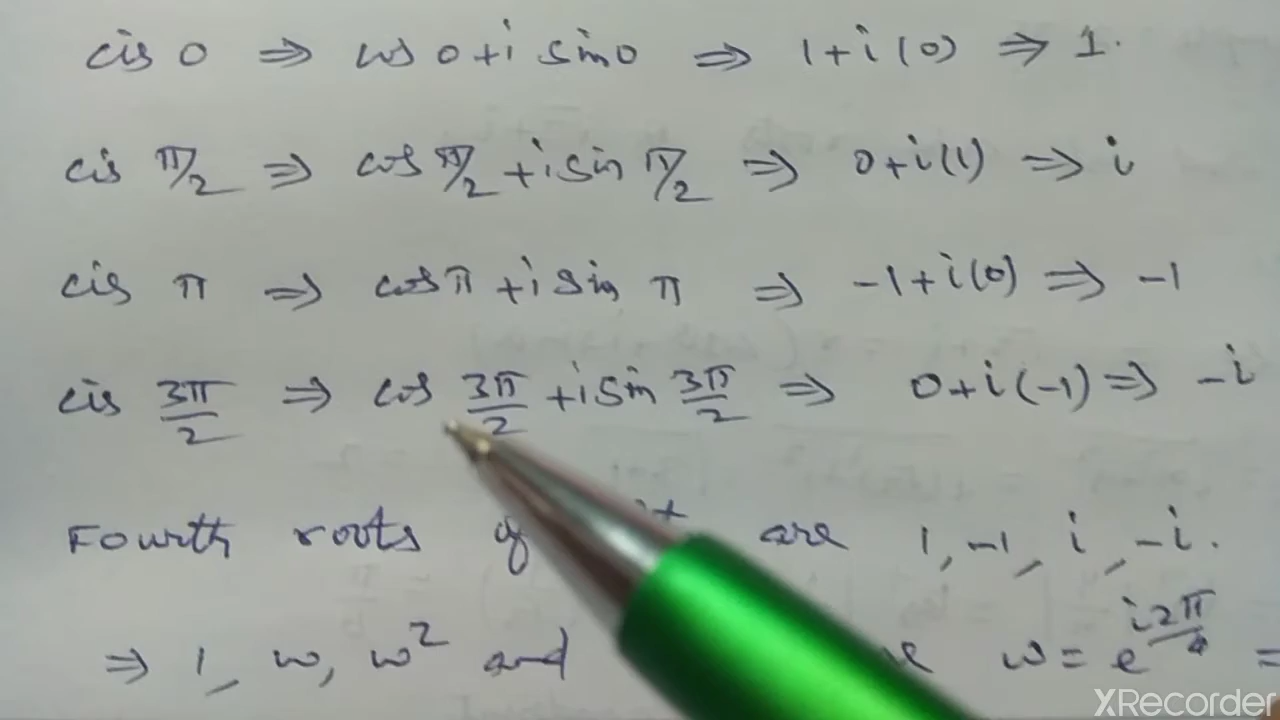 cis 0 ⇒ cos 0 + i sin 0 ⇒ 1 + i (0) ⇒ 1.
cis π/2 ⇒ cos π/2 + i sin π/2 ⇒ 0 + i(1) ⇒ i
cis π ⇒ cos π + i sin π ⇒ -1 + i(0) ⇒ -1
cis 3π/2 ⇒ cos 3π/2 + i sin 3π/2 ⇒ 0 + i(-1) ⇒ -i
Fourth roots of are 1, -1, i, -i.
⇒ 1, w, w² and w = e^(i2π/4) =
XRecorder